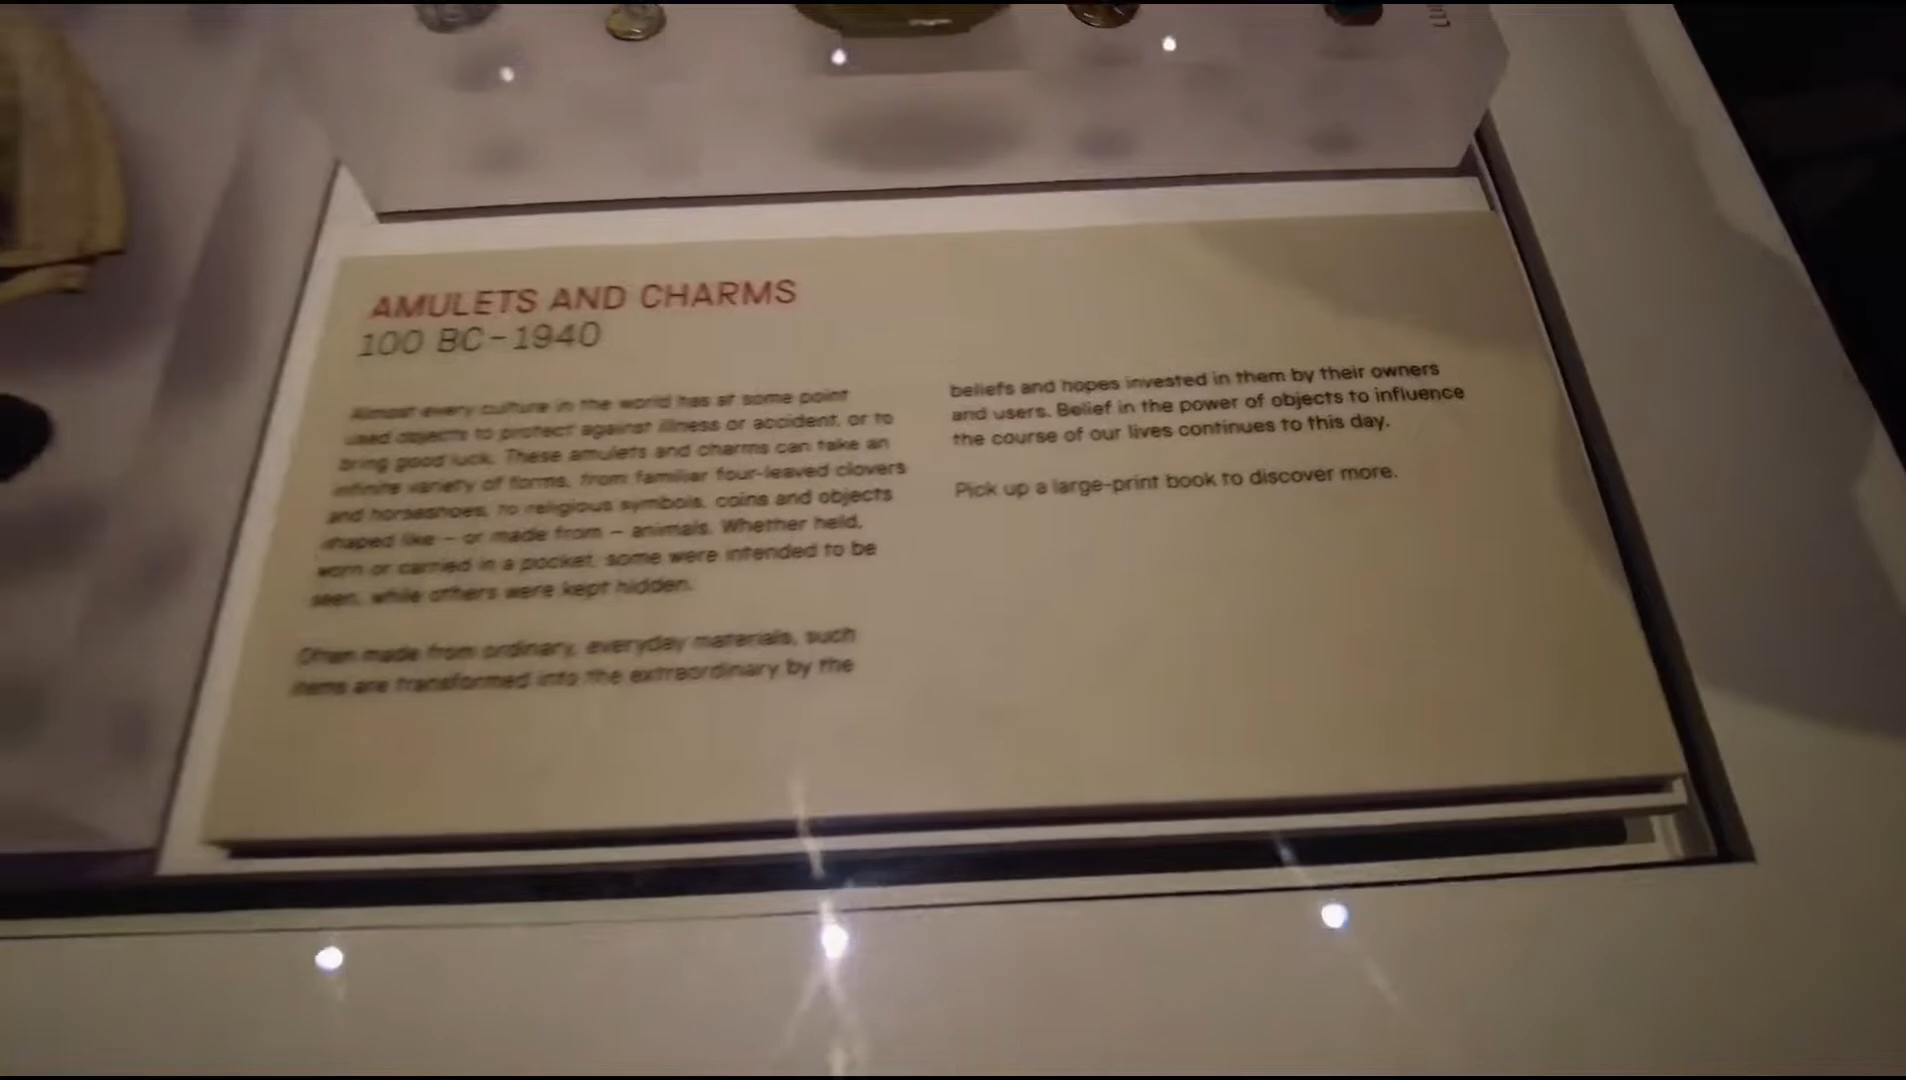 AMULETS AND CHARMS
100 BC – 1940
Almost every culture in the world has at some point
used objects to protect against illness or accident, or to
bring good luck. These amulets and charms can take an
infinite variety of forms, from familiar four-leaved clovers
and horseshoes, to religious symbols, coins and objects
shaped like – or made from – animals. Whether held,
worn or carried in a pocket, some were intended to be
seen, while others were kept hidden.
Often made from ordinary, everyday materials, such
items are transformed into the extraordinary by the
beliefs and hopes invested in them by their owners
and users. Belief in the power of objects to influence
the course of our lives continues to this day.
Pick up a large-print book to discover more.